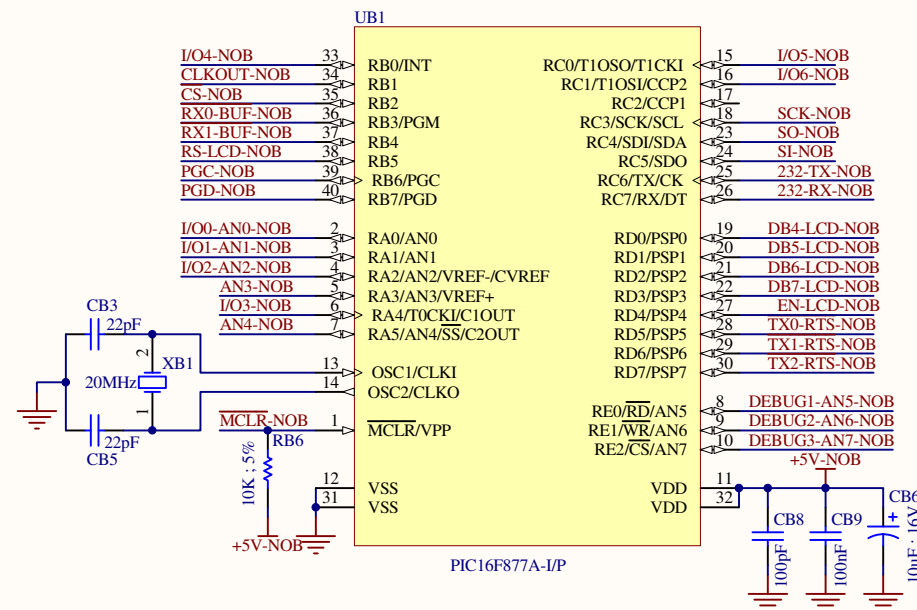 UB1
I/O4-NOB 33 RB0/INT RC0/T1OSO/T1CKI 15 I/O5-NOB
CLKOUT-NOB 34 RB1 RC1/T1OSI/CCP2 16 I/O6-NOB
CS-NOB 35 RB2 RC2/CCP1 17
RX0-BUF-NOB 36 RB3/PGM RC3/SCK/SCL 18 SCK-NOB
RX1-BUF-NOB 37 RB4 RC4/SDI/SDA 23 SO-NOB
RS-LCD-NOB 38 RB5 RC5/SDO 24 SI-NOB
PGC-NOB 39 RB6/PGC RC6/TX/CK 25 232-TX-NOB
PGD-NOB 40 RB7/PGD RC7/RX/DT 26 232-RX-NOB
I/O0-AN0-NOB 2 RA0/AN0 RD0/PSP0 19 DB4-LCD-NOB
I/O1-AN1-NOB 3 RA1/AN1 RD1/PSP1 20 DB5-LCD-NOB
I/O2-AN2-NOB 4 RA2/AN2/VREF-/CVREF RD2/PSP2 21 DB6-LCD-NOB
AN3-NOB 5 RA3/AN3/VREF+ RD3/PSP3 22 DB7-LCD-NOB
I/O3-NOB 6 RA4/T0CKI/C1OUT RD4/PSP4 27 EN-LCD-NOB
AN4-NOB 7 RA5/AN4/SS/C2OUT RD5/PSP5 28 TX0-RTS-NOB
RD6/PSP6 29 TX1-RTS-NOB
RD7/PSP7 30 TX2-RTS-NOB
CB3
22pF
2
XB1
20MHz
1
22pF
CB5
13 OSC1/CLKI
14 OSC2/CLKO
RE0/RD/AN5 8 DEBUG1-AN5-NOB
MCLR-NOB 1 MCLR/VPP RE1/WR/AN6 9 DEBUG2-AN6-NOB
RE2/CS/AN7 10 DEBUG3-AN7-NOB
RB6
10K ; 5%
+5V-NOB
+5V-NOB
12 VSS VDD 11
31 VSS VDD 32
CB8
100pF
CB9
100nF
CB6
10uF ; 16V
PIC16F877A-I/P